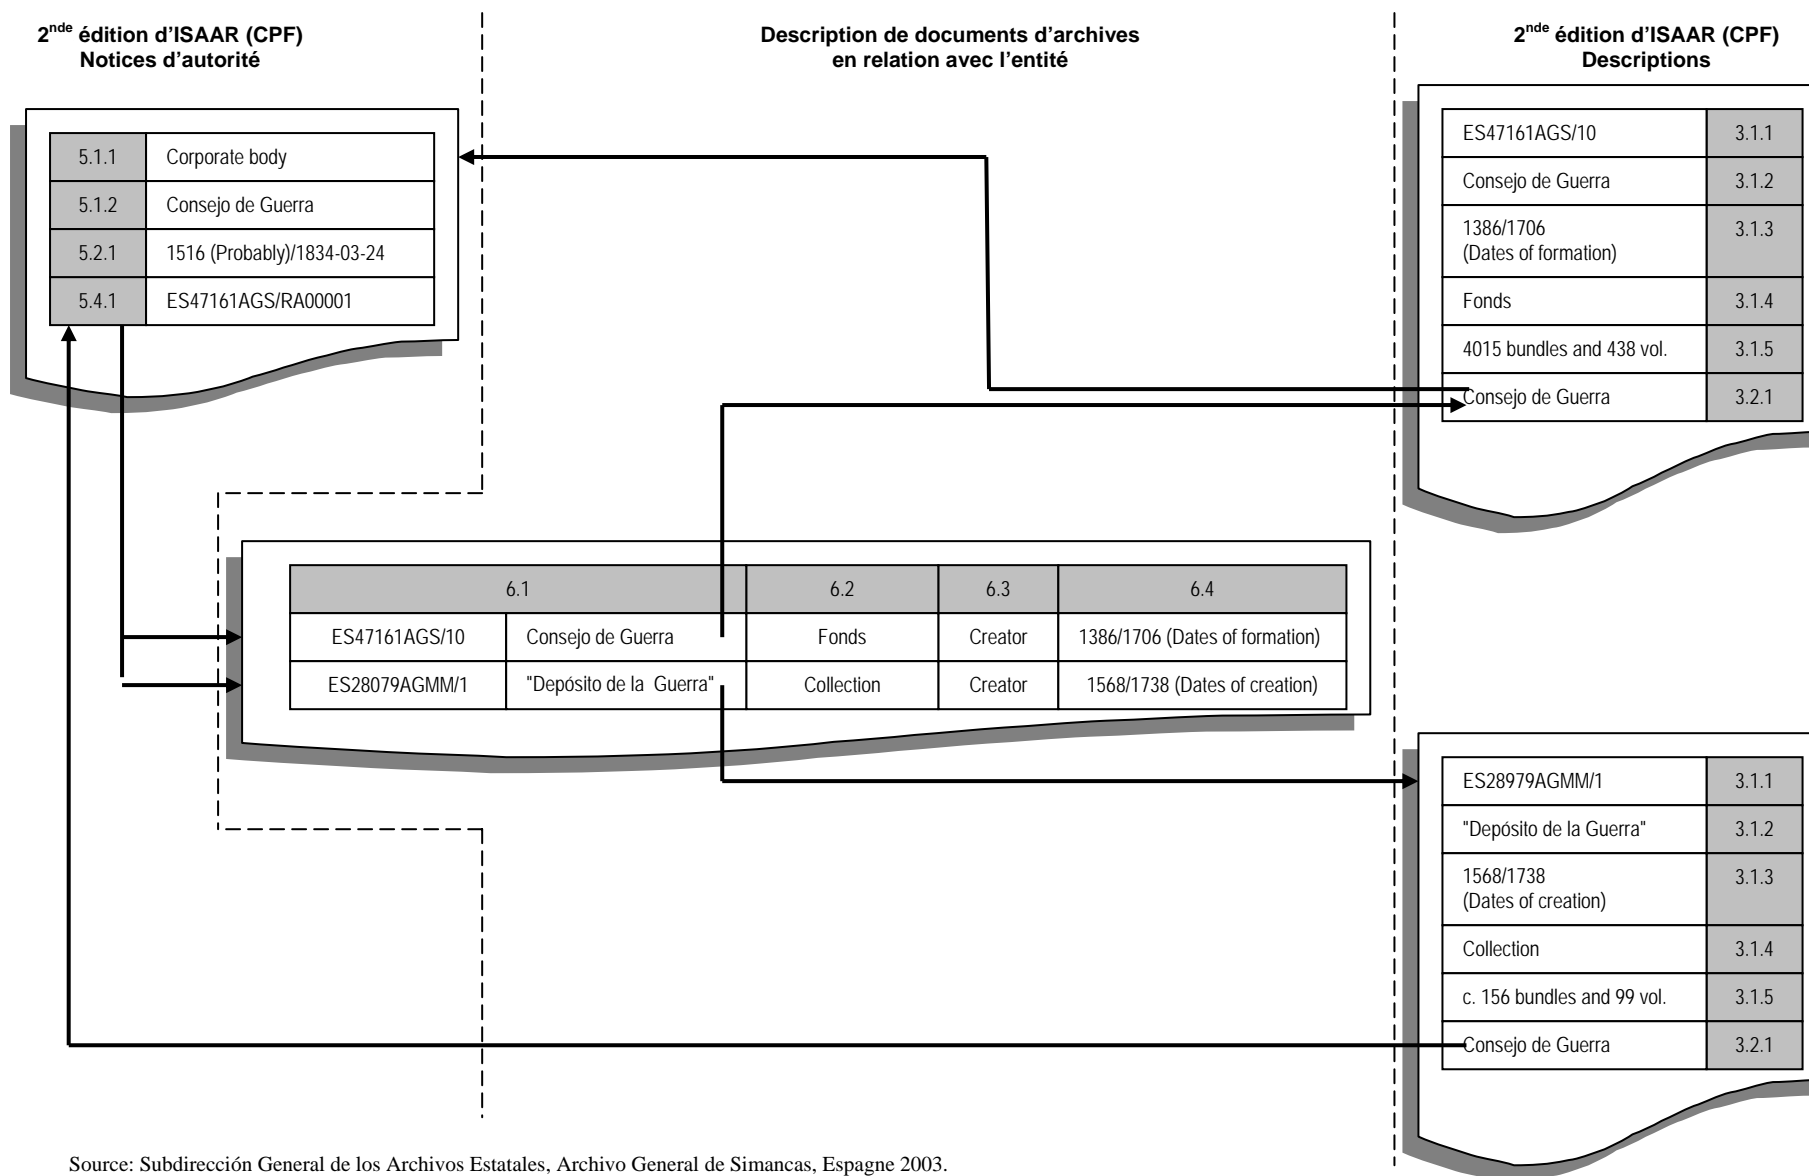 2nde édition d'ISAAR (CPF)
Notices d'autorité
Description de documents d'archives
en relation avec l'entité
2nde édition d'ISAAR (CPF)
Descriptions
5.1.1 Corporate body
5.1.2 Consejo de Guerra
5.2.1 1516 (Probably)/1834-03-24
5.4.1 ES47161AGS/RA00001
ES47161AGS/10 3.1.1
Consejo de Guerra 3.1.2
1386/1706 3.1.3
(Dates of formation)
Fonds 3.1.4
4015 bundles and 438 vol. 3.1.5
Consejo de Guerra 3.2.1
6.1 6.2 6.3 6.4
ES47161AGS/10 Consejo de Guerra Fonds Creator 1386/1706 (Dates of formation)
ES28079AGMM/1 "Depósito de la Guerra" Collection Creator 1568/1738 (Dates of creation)
ES28979AGMM/1 3.1.1
"Depósito de la Guerra" 3.1.2
1568/1738 3.1.3
(Dates of creation)
Collection 3.1.4
c. 156 bundles and 99 vol. 3.1.5
Consejo de Guerra 3.2.1
Source: Subdirección General de los Archivos Estatales, Archivo General de Simancas, Espagne 2003.